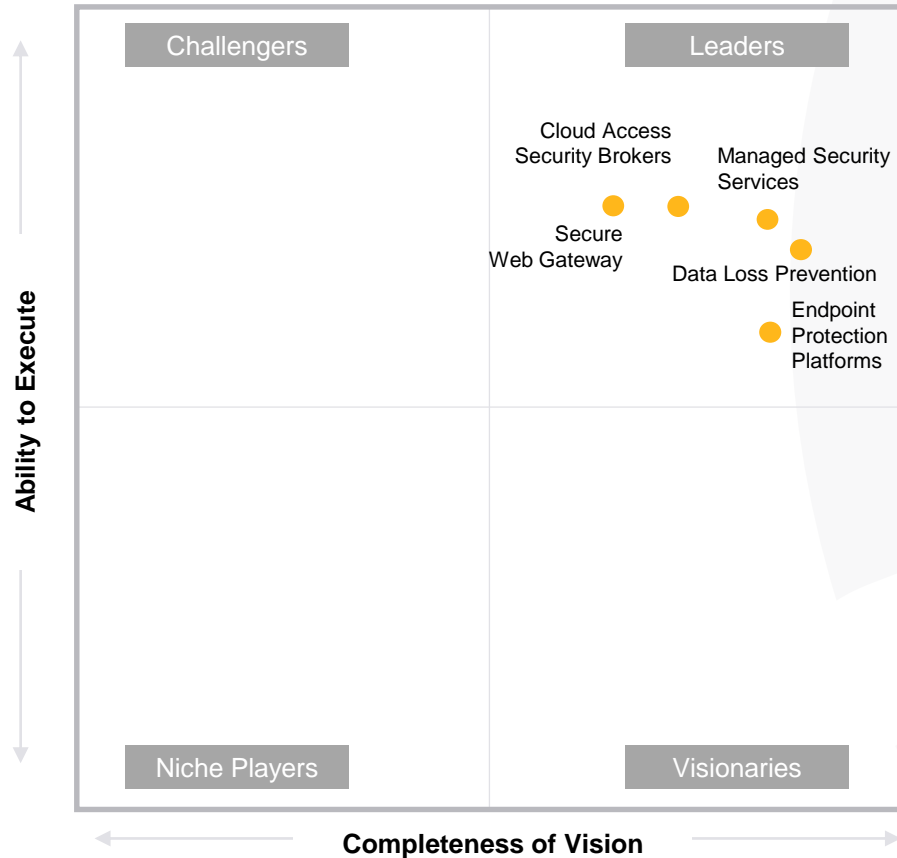 Challengers
Leaders
Cloud Access
Security Brokers
Managed Security
Services
Secure
Web Gateway
Data Loss Prevention
Endpoint
Protection
Platforms
Ability to Execute
Niche Players
Visionaries
Completeness of Vision